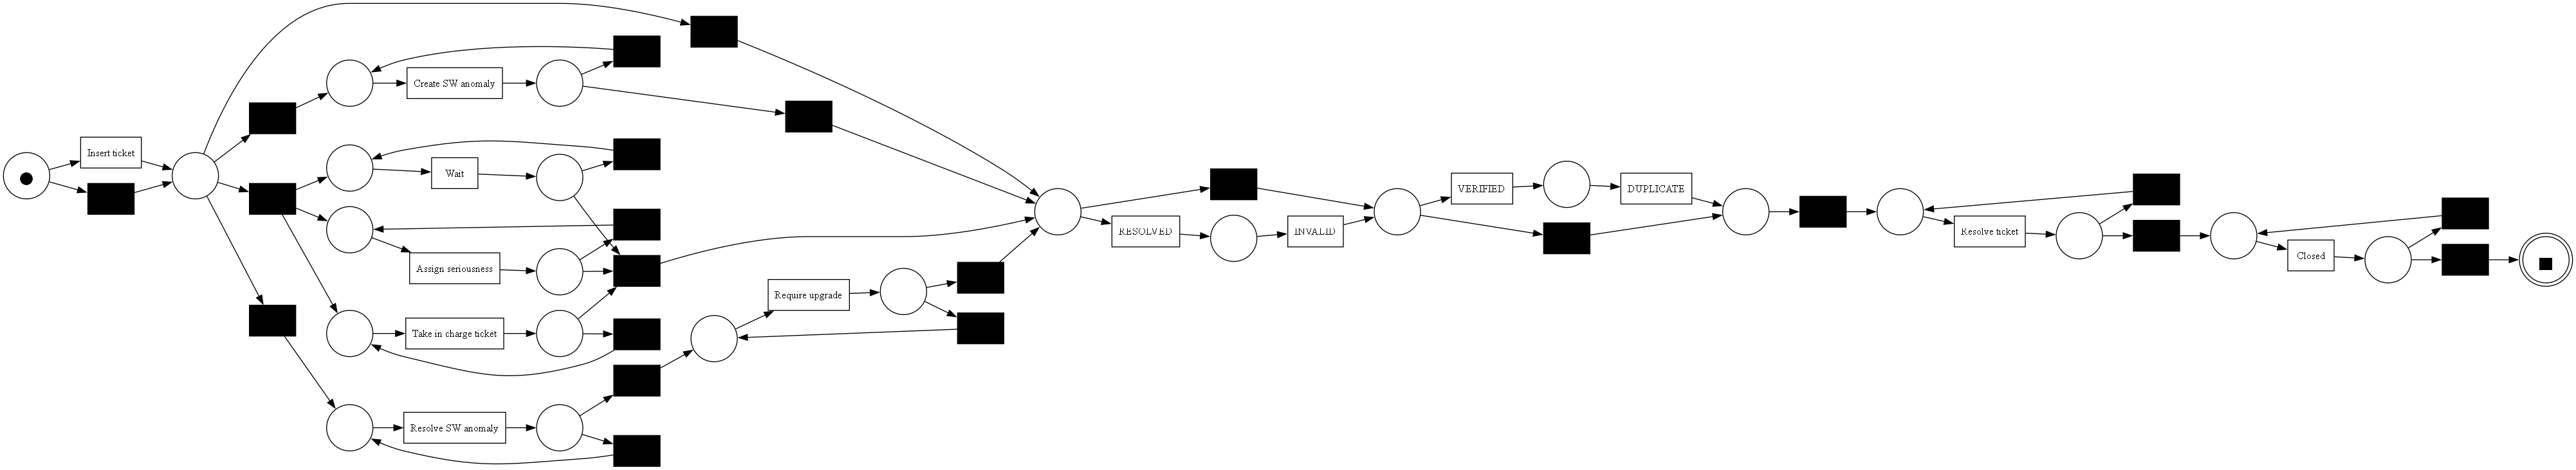 Insert ticket
Create SW anomaly
Wait
Assign seriousness
Take in charge ticket
Resolve SW anomaly
Require upgrade
RESOLVED
INVALID
VERIFIED
DUPLICATE
Resolve ticket
Closed